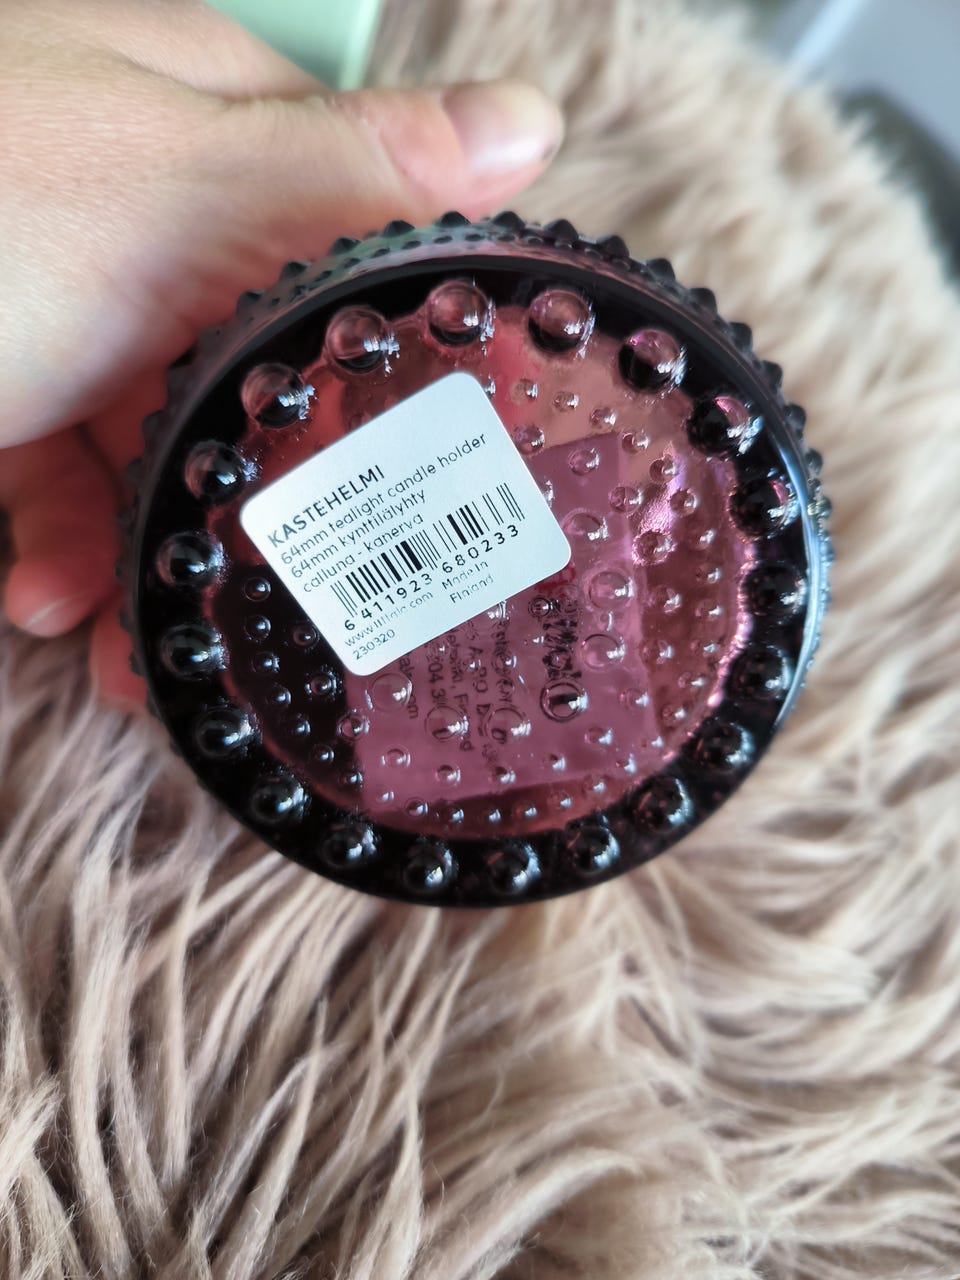 KASTEHELMI
64mm tealight candle holder
64mm kynttilälyhty
calluna - kanerva
6 411923 680233
www.iittala.com Made in
230320 Finland